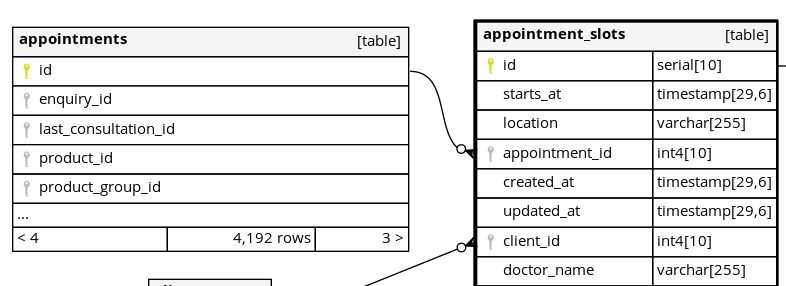 appointments [table]
id
enquiry_id
last_consultation_id
product_id
product_group_id
...
< 4 4,192 rows 3 >
appointment_slots [table]
id serial[10]
starts_at timestamp[29,6]
location varchar[255]
appointment_id int4[10]
created_at timestamp[29,6]
updated_at timestamp[29,6]
client_id int4[10]
doctor_name varchar[255]